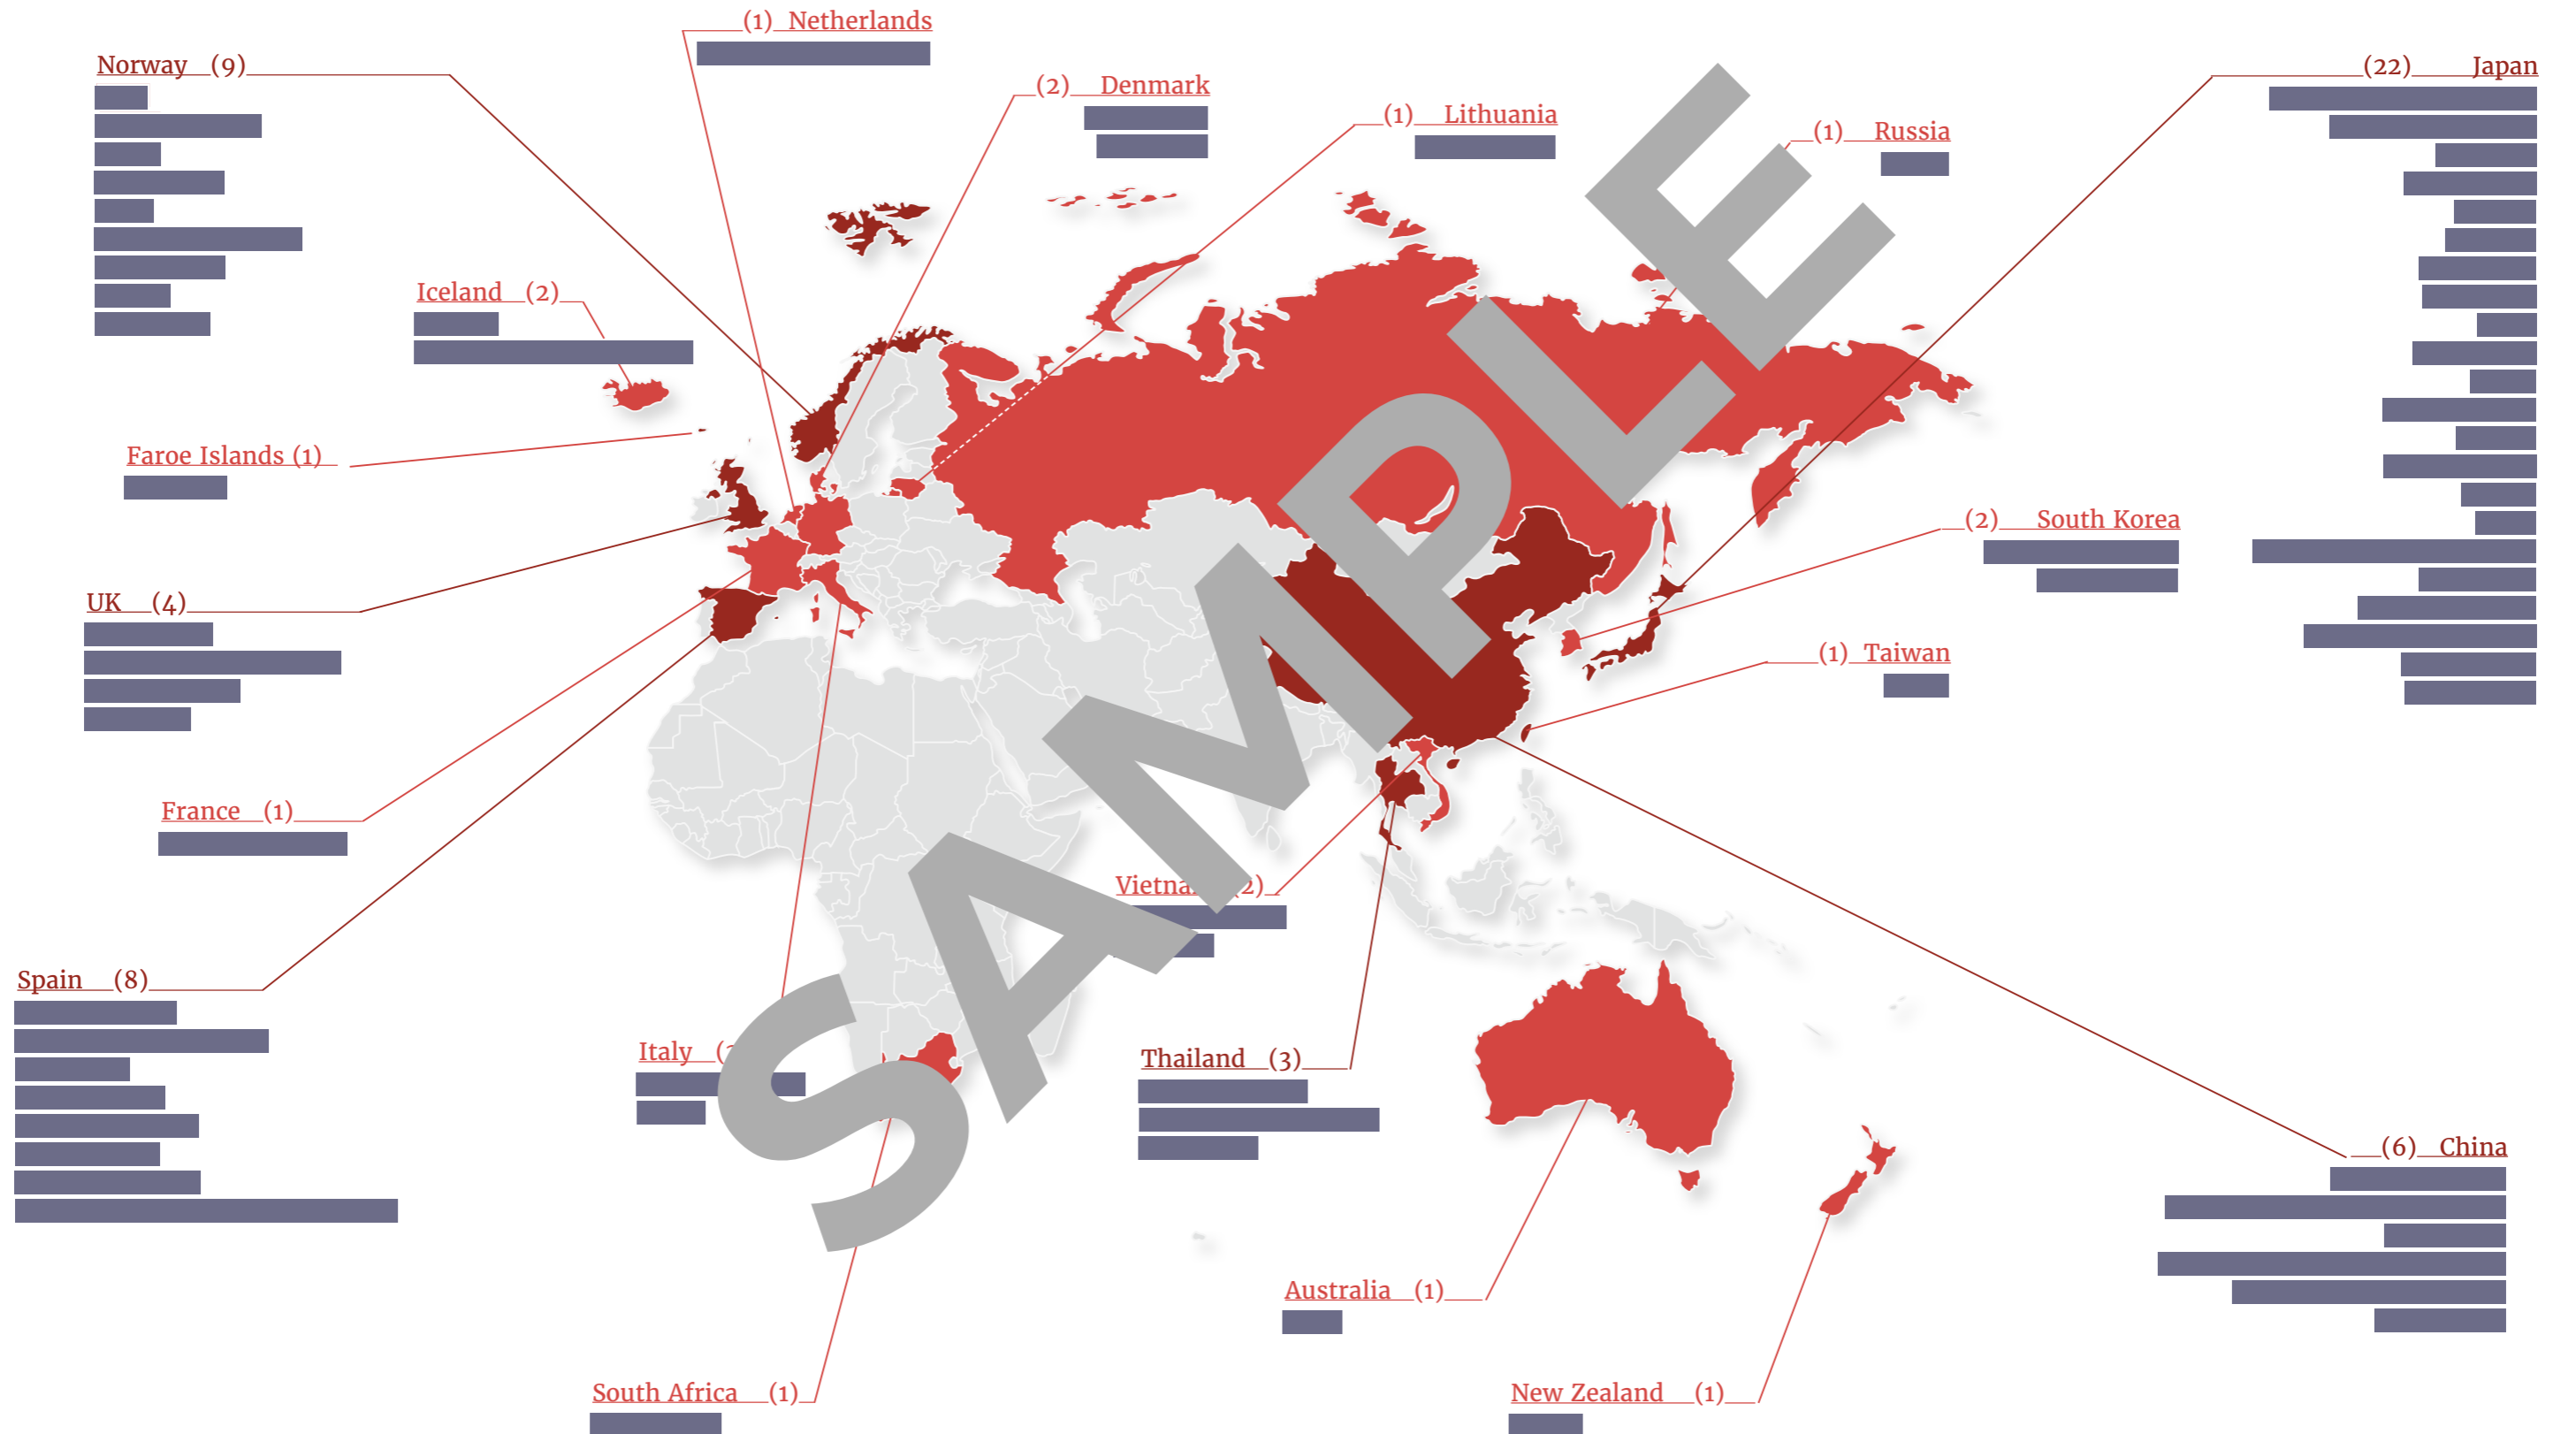 (1) Netherlands
Norway (9)
(2) Denmark
(1) Lithuania
(1) Russia
(22) Japan
Iceland (2)
Faroe Islands (1)
(2) South Korea
UK (4)
(1) Taiwan
France (1)
Spain (8)
Italy
Thailand (3)
(6) China
Australia (1)
South Africa (1)
New Zealand (1)
SAMPLE